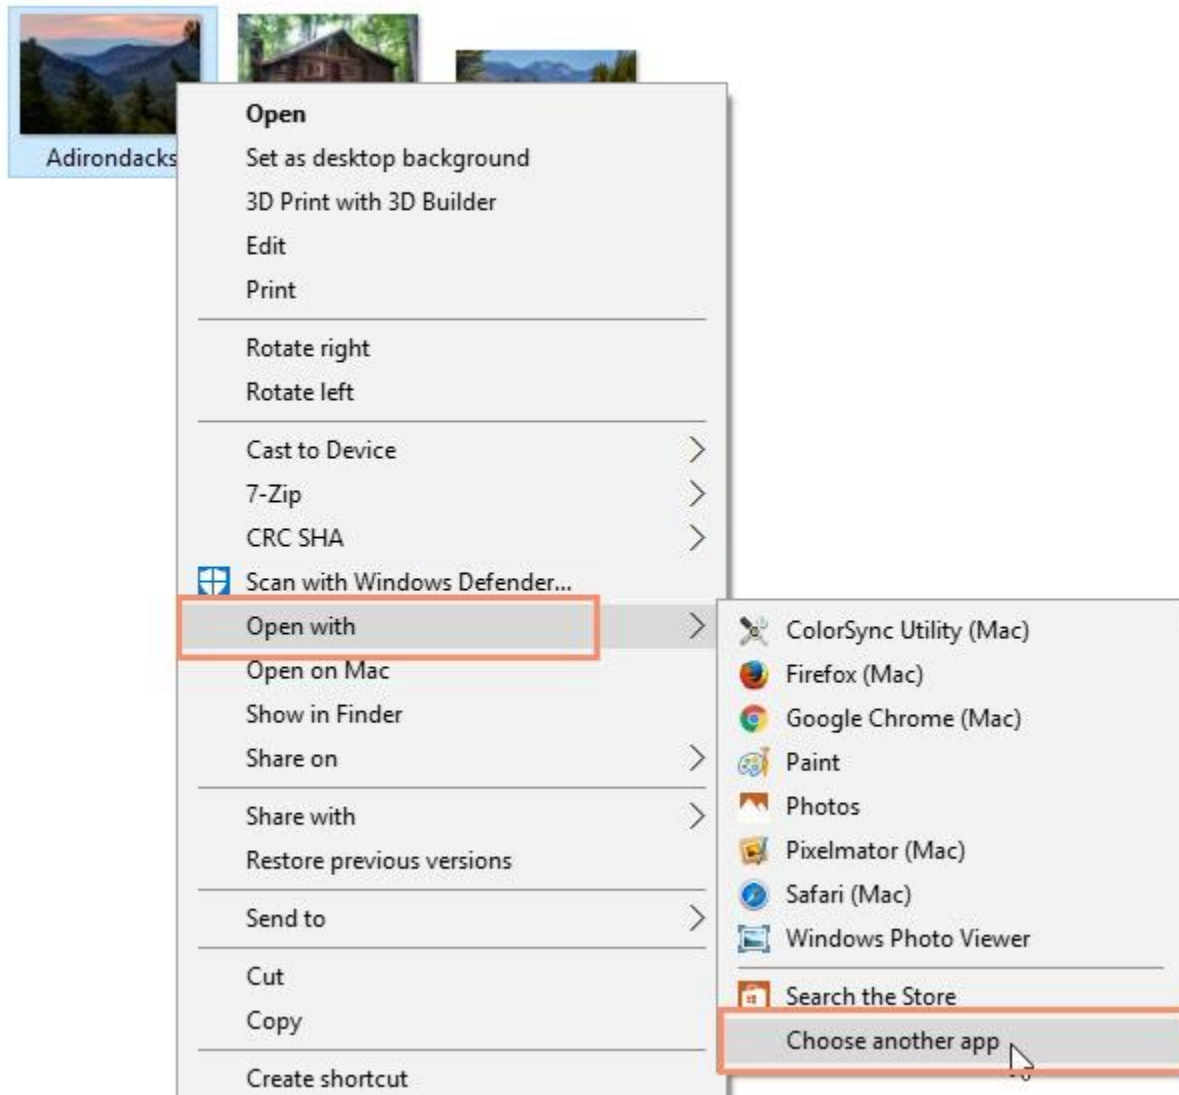 Adirondacks
Open
Set as desktop background
3D Print with 3D Builder
Edit
Print
Rotate right
Rotate left
Cast to Device
7-Zip
CRC SHA
Scan with Windows Defender...
Open with
Open on Mac
Show in Finder
Share on
Share with
Restore previous versions
Send to
Cut
Copy
Create shortcut
ColorSync Utility (Mac)
Firefox (Mac)
Google Chrome (Mac)
Paint
Photos
Pixelmator (Mac)
Safari (Mac)
Windows Photo Viewer
Search the Store
Choose another app